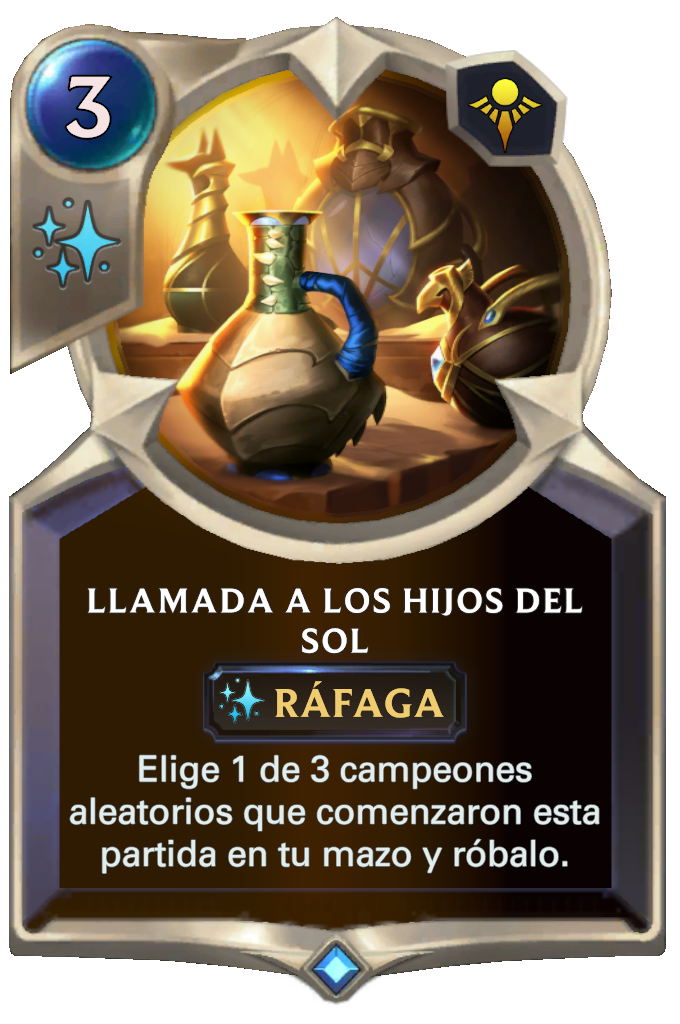 3
LLAMADA A LOS HIJOS DEL
SOL
RÁFAGA
Elige 1 de 3 campeones
aleatorios que comenzaron esta
partida en tu mazo y róbalo.